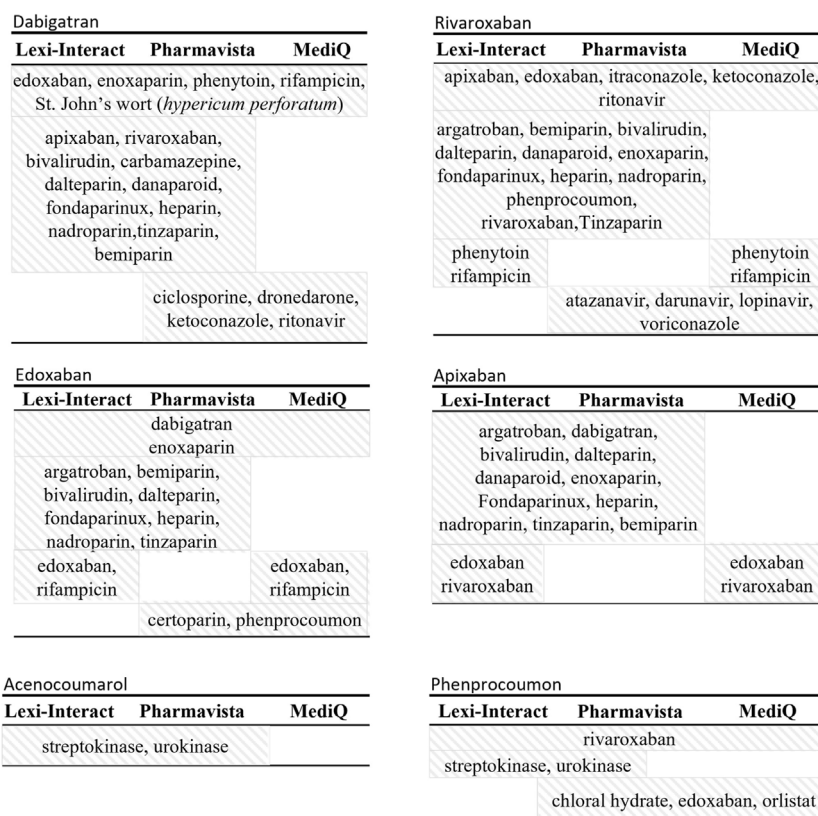 Dabigatran
Lexi-Interact Pharmavista MediQ
edoxaban, enoxaparin, phenytoin, rifampicin,
St. John's wort (hypericum perforatum)
apixaban, rivaroxaban,
bivalirudin, carbamazepine,
dalteparin, danaparoid,
fondaparinux, heparin,
nadroparin,tinzaparin,
bemiparin
ciclosporine, dronedarone,
ketoconazole, ritonavir
Rivaroxaban
Lexi-Interact Pharmavista MediQ
apixaban, edoxaban, itraconazole, ketoconazole,
ritonavir
argatroban, bemiparin, bivalirudin,
dalteparin, danaparoid, enoxaparin,
fondaparinux, heparin, nadroparin,
phenprocoumon,
rivaroxaban,Tinzaparin
phenytoin phenytoin
rifampicin rifampicin
atazanavir, darunavir, lopinavir,
voriconazole
Edoxaban
Lexi-Interact Pharmavista MediQ
dabigatran
enoxaparin
argatroban, bemiparin,
bivalirudin, dalteparin,
fondaparinux, heparin,
nadroparin, tinzaparin
edoxaban, edoxaban,
rifampicin rifampicin
certoparin, phenprocoumon
Apixaban
Lexi-Interact Pharmavista MediQ
argatroban, dabigatran,
bivalirudin, dalteparin,
danaparoid, enoxaparin,
Fondaparinux, heparin,
nadroparin, tinzaparin, bemiparin
edoxaban edoxaban
rivaroxaban rivaroxaban
Acenocoumarol
Lexi-Interact Pharmavista MediQ
streptokinase, urokinase
Phenprocoumon
Lexi-Interact Pharmavista MediQ
rivaroxaban
streptokinase, urokinase
chloral hydrate, edoxaban, orlistat